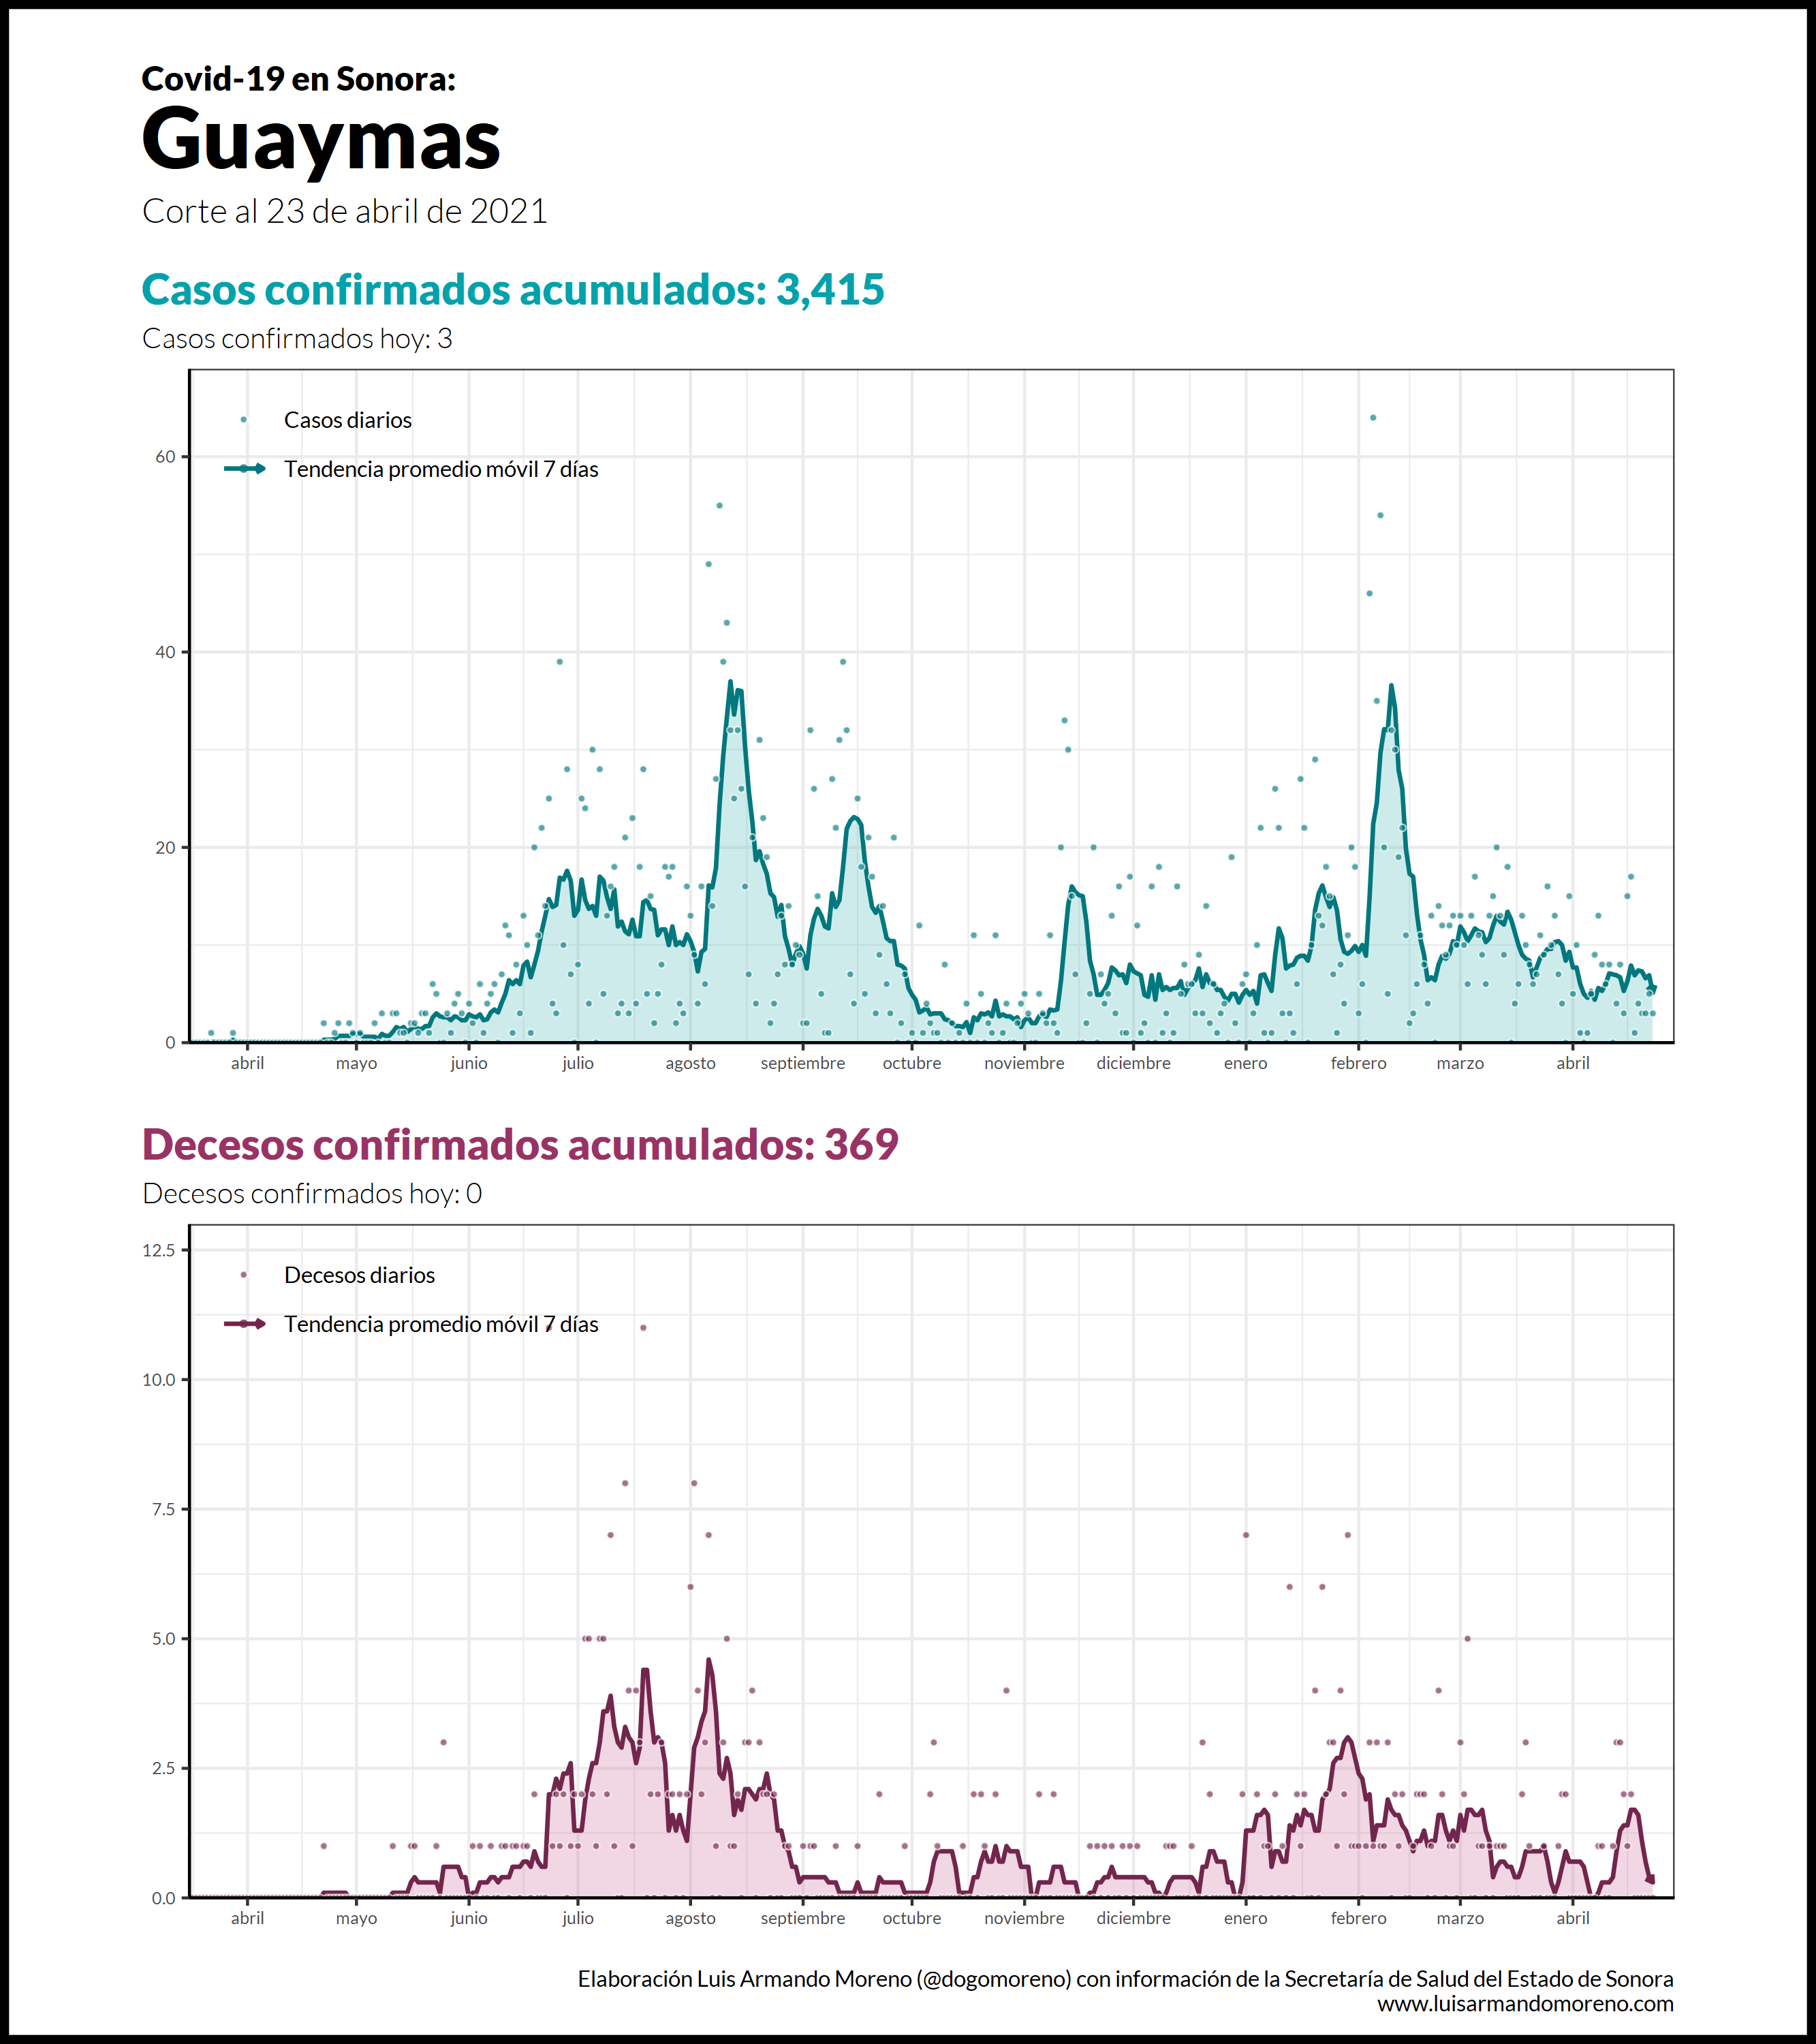 Covid-19 en Sonora:
Guaymas
Corte al 23 de abril de 2021
Casos confirmados acumulados: 3,415
Casos confirmados hoy: 3
Casos diarios
Tendencia promedio móvil 7 días
60
40
20
0
abril mayo junio julio agosto septiembre octubre noviembre diciembre enero febrero marzo abril
Decesos confirmados acumulados: 369
Decesos confirmados hoy: 0
12.5
Decesos diarios
Tendencia promedio móvil 7 días
10.0
7.5
5.0
2.5
0.0
abril mayo junio julio agosto septiembre octubre noviembre diciembre enero febrero marzo abril
Elaboración Luis Armando Moreno (@dogomoreno) con información de la Secretaría de Salud del Estado de Sonora
www.luisarmandomoreno.com